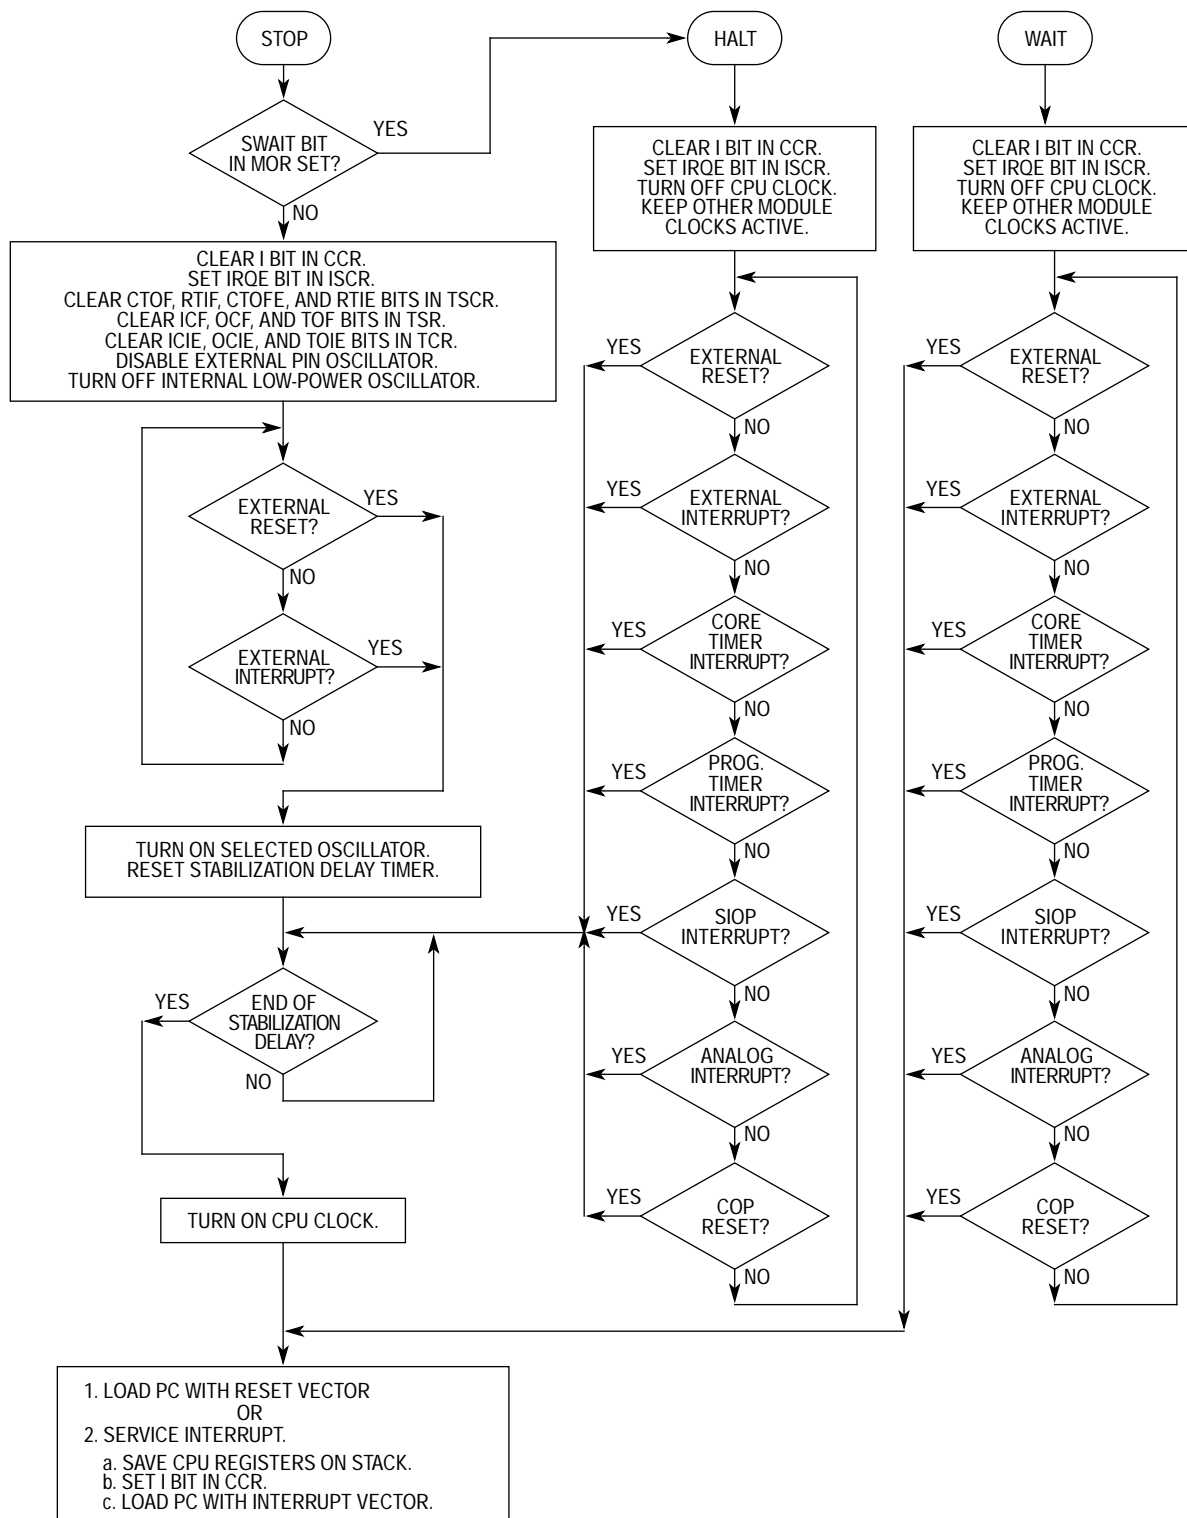 STOP
SWAIT BIT
IN MOR SET?
YES
NO
CLEAR I BIT IN CCR.
SET IRQE BIT IN ISCR.
CLEAR CTOF, RTIF, CTOFE, AND RTIE BITS IN TSCR.
CLEAR ICF, OCF, AND TOF BITS IN TSR.
CLEAR ICIE, OCIE, AND TOIE BITS IN TCR.
DISABLE EXTERNAL PIN OSCILLATOR.
TURN OFF INTERNAL LOW-POWER OSCILLATOR.
EXTERNAL
RESET?
YES
NO
EXTERNAL
INTERRUPT?
YES
NO
TURN ON SELECTED OSCILLATOR.
RESET STABILIZATION DELAY TIMER.
YES
END OF
STABILIZATION
DELAY?
NO
TURN ON CPU CLOCK.
1. LOAD PC WITH RESET VECTOR
OR
2. SERVICE INTERRUPT.
a. SAVE CPU REGISTERS ON STACK.
b. SET I BIT IN CCR.
c. LOAD PC WITH INTERRUPT VECTOR.
HALT
CLEAR I BIT IN CCR.
SET IRQE BIT IN ISCR.
TURN OFF CPU CLOCK.
KEEP OTHER MODULE
CLOCKS ACTIVE.
YES
EXTERNAL
RESET?
NO
YES
EXTERNAL
INTERRUPT?
NO
YES
CORE
TIMER
INTERRUPT?
NO
YES
PROG.
TIMER
INTERRUPT?
NO
YES
SIOP
INTERRUPT?
NO
YES
ANALOG
INTERRUPT?
NO
YES
COP
RESET?
NO
WAIT
CLEAR I BIT IN CCR.
SET IRQE BIT IN ISCR.
TURN OFF CPU CLOCK.
KEEP OTHER MODULE
CLOCKS ACTIVE.
YES
EXTERNAL
RESET?
NO
YES
EXTERNAL
INTERRUPT?
NO
YES
CORE
TIMER
INTERRUPT?
NO
YES
PROG.
TIMER
INTERRUPT?
NO
YES
SIOP
INTERRUPT?
NO
YES
ANALOG
INTERRUPT?
NO
YES
COP
RESET?
NO